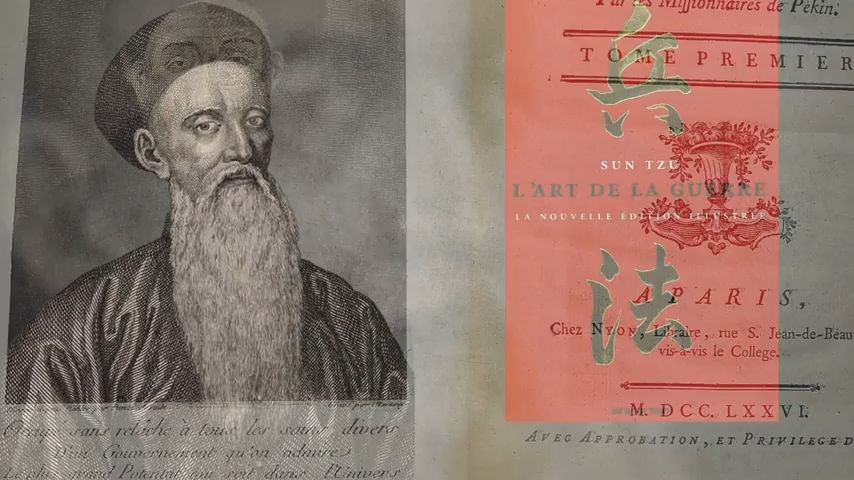 Occupé sans relâche à tous les soins divers
D'un Gouvernement qu'on admire,
Le plus grand Potentat qui soit dans l'Univers
Par les Missionnaires de Pékin.
TOME PREMIER
兵
SUN TZU
L'ART DE LA GUERRE
LA NOUVELLE ÉDITION ILLUSTRÉE
法
A PARIS,
Chez NYON, Libraire, rue S. Jean-de-Beau
vis-à-vis le College.
M. DCC. LXXVI.
AVEC APPROBATION, ET PRIVILEGE D